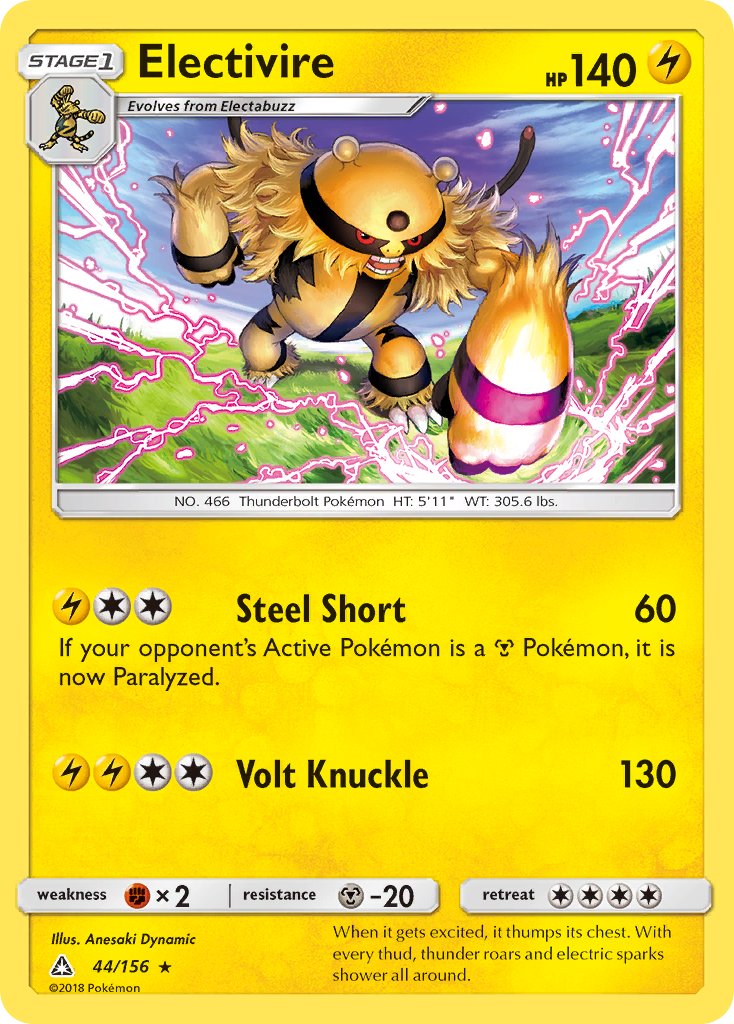 STAGE1
Electivire
HP 140
Evolves from Electabuzz
NO. 466 Thunderbolt Pokémon HT: 5'11" WT: 305.6 lbs.
Steel Short 60
If your opponent's Active Pokémon is a Pokémon, it is
now Paralyzed.
Volt Knuckle 130
weakness × 2 resistance –20 retreat
Illus. Anesaki Dynamic
44/156 ★
©2018 Pokémon
When it gets excited, it thumps its chest. With
every thud, thunder roars and electric sparks
shower all around.